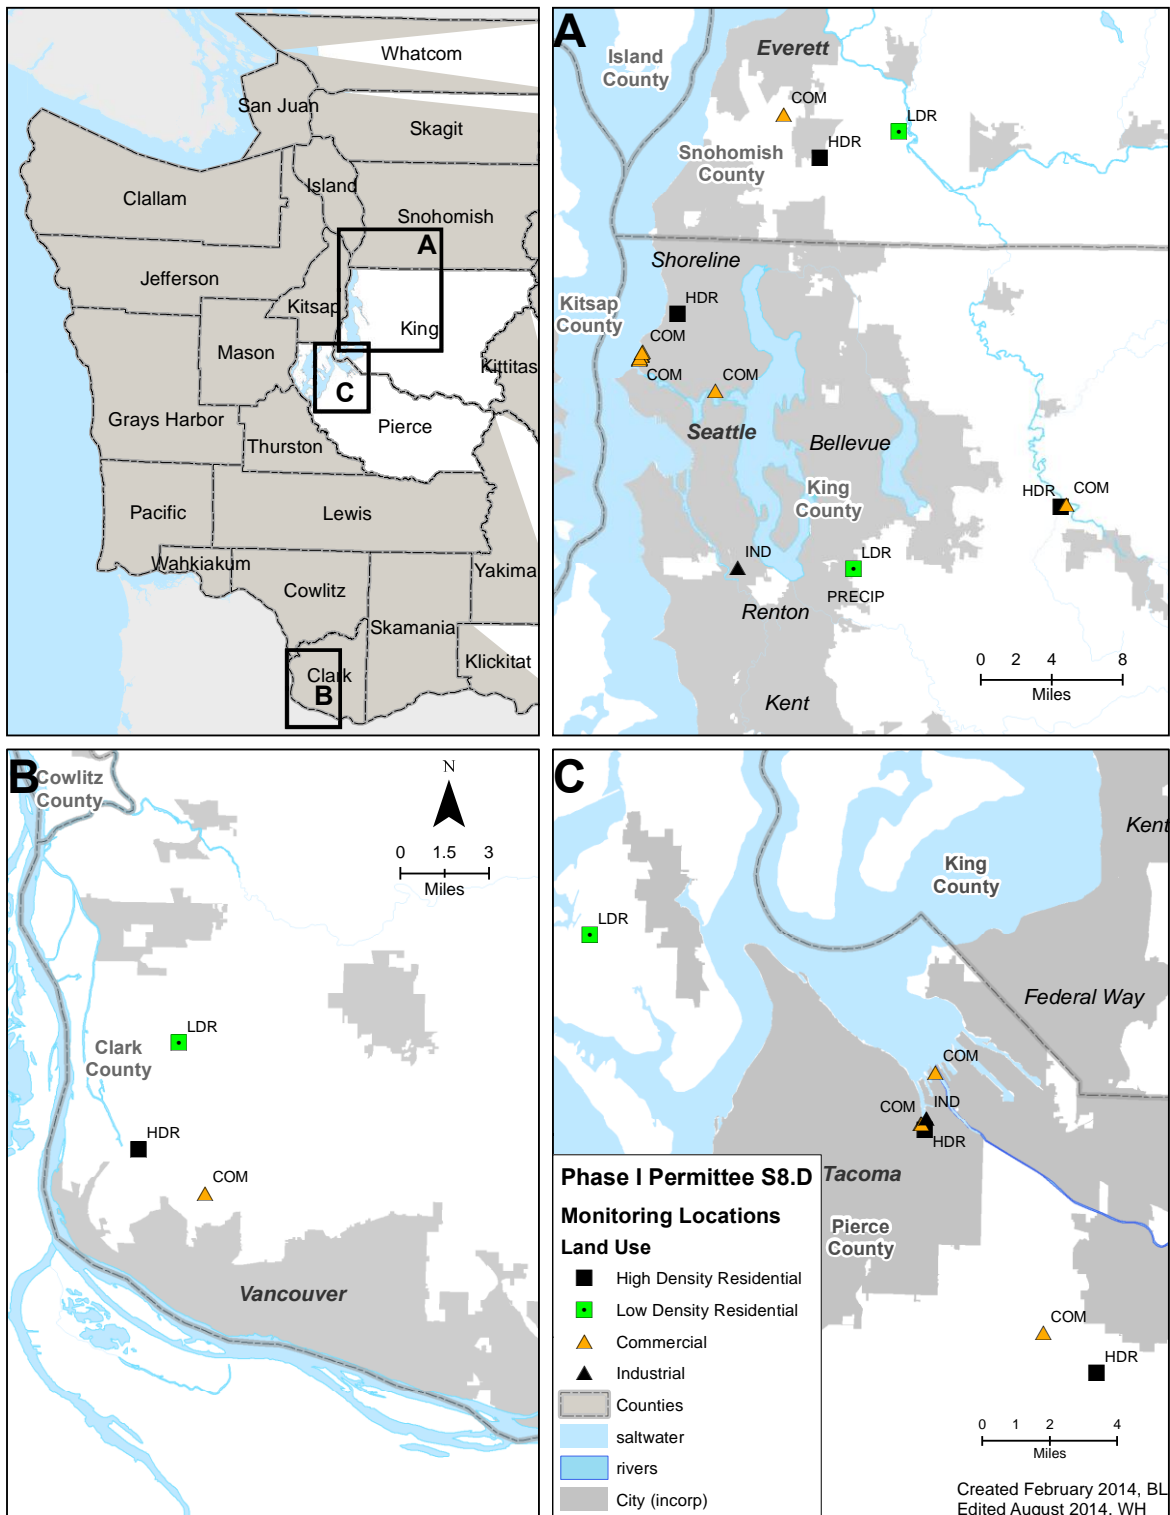 Whatcom
San Juan
Skagit
Island
Clallam
Snohomish
A
Jefferson
Kitsap
King
Mason
Kittitas
C
Grays Harbor
Pierce
Thurston
Pacific
Lewis
Wahkiakum
Yakima
Cowlitz
Skamania
Klickitat
Clark
B
A
Everett
Island
County
COM
LDR
HDR
Snohomish
County
Shoreline
Kitsap
County
HDR
COM
COM
COM
Seattle
Bellevue
King
County
HDR
COM
IND
LDR
PRECIP
Renton
0 2 4 8
Miles
Kent
B
Cowlitz
County
N
0 1.5 3
Miles
LDR
Clark
County
HDR
COM
Vancouver
C
Kent
King
County
LDR
Federal Way
COM
COM
IND
HDR
Tacoma
Pierce
County
COM
HDR
0 1 2 4
Miles
Phase I Permittee S8.D
Monitoring Locations
Land Use
High Density Residential
Low Density Residential
Commercial
Industrial
Counties
saltwater
rivers
City (incorp)
Created February 2014, BL
Edited August 2014, WH